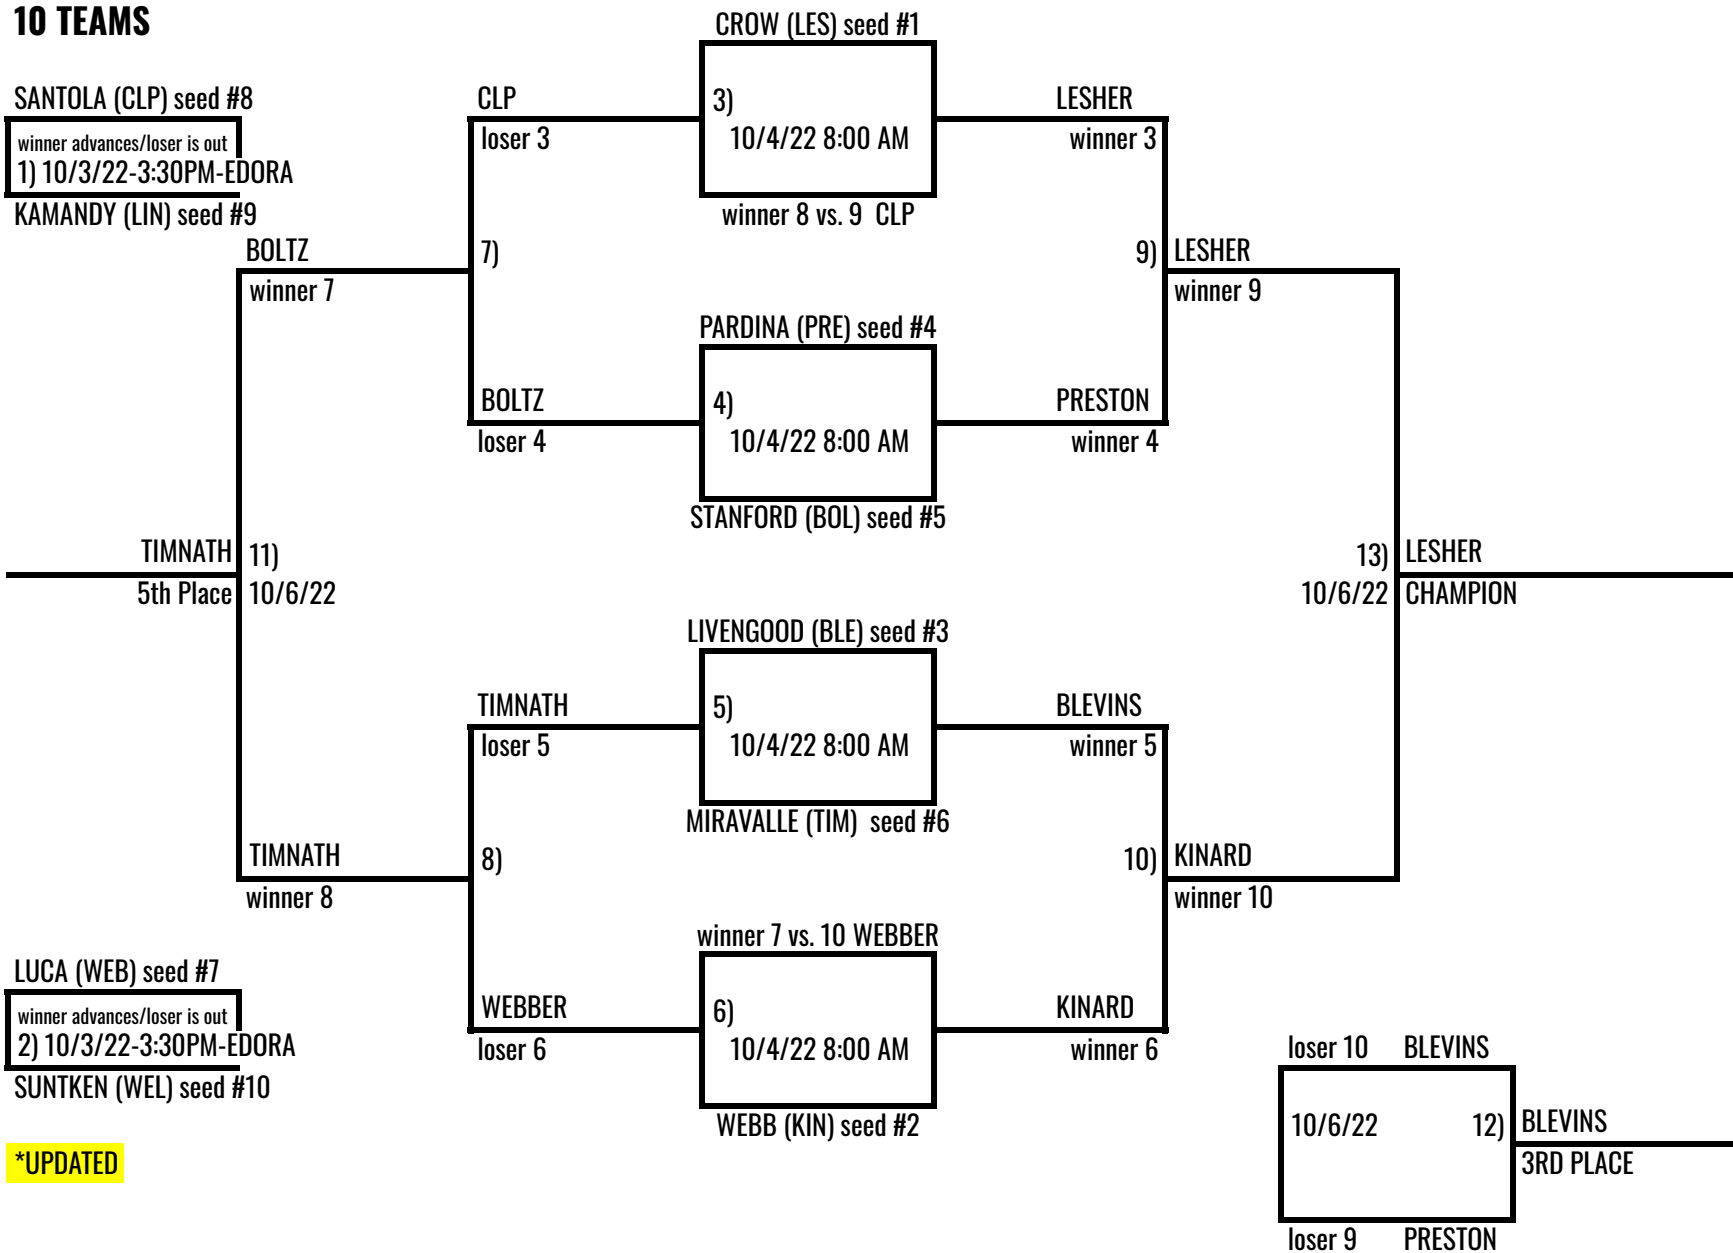 10 TEAMS
CROW (LES) seed #1
SANTOLA (CLP) seed #8
CLP
3)
LESHER
winner advances/loser is out
loser 3
10/4/22 8:00 AM
winner 3
1) 10/3/22-3:30PM-EDORA
KAMANDY (LIN) seed #9
winner 8 vs. 9 CLP
BOLTZ
7)
9)
LESHER
winner 7
winner 9
PARDINA (PRE) seed #4
BOLTZ
4)
PRESTON
loser 4
10/4/22 8:00 AM
winner 4
STANFORD (BOL) seed #5
TIMNATH
11)
13)
LESHER
5th Place
10/6/22
10/6/22
CHAMPION
LIVENGOOD (BLE) seed #3
TIMNATH
5)
BLEVINS
loser 5
10/4/22 8:00 AM
winner 5
MIRAVALLE (TIM) seed #6
TIMNATH
8)
10)
KINARD
winner 8
winner 10
winner 7 vs. 10 WEBBER
LUCA (WEB) seed #7
winner advances/loser is out
WEBBER
6)
KINARD
2) 10/3/22-3:30PM-EDORA
loser 6
10/4/22 8:00 AM
winner 6
loser 10 BLEVINS
SUNTKEN (WEL) seed #10
WEBB (KIN) seed #2
10/6/22
12)
BLEVINS
*UPDATED
3RD PLACE
loser 9 PRESTON